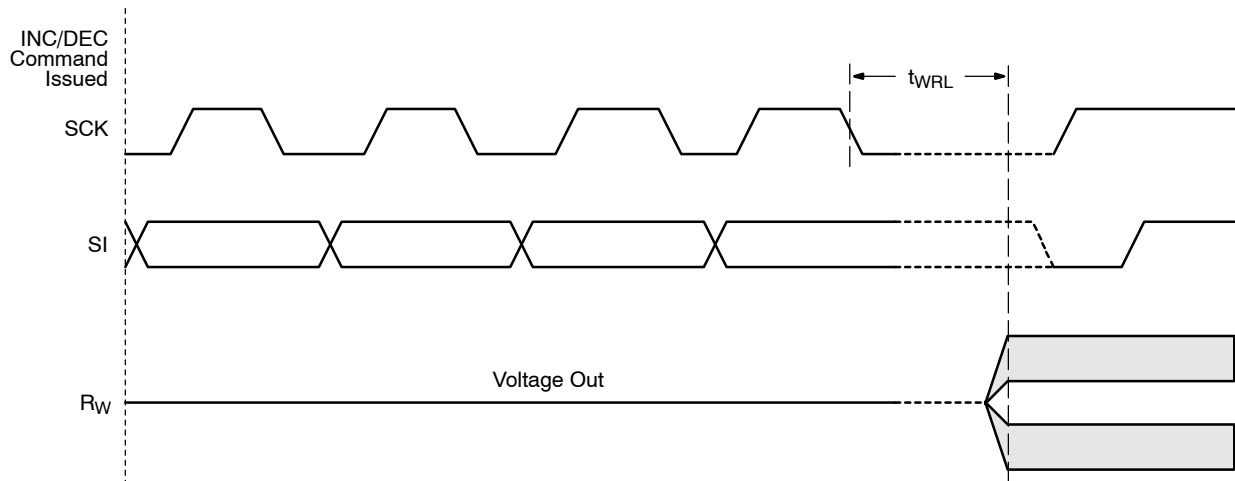 INC/DEC
Command
Issued
tWRL
SCK
SI
Voltage Out
RW